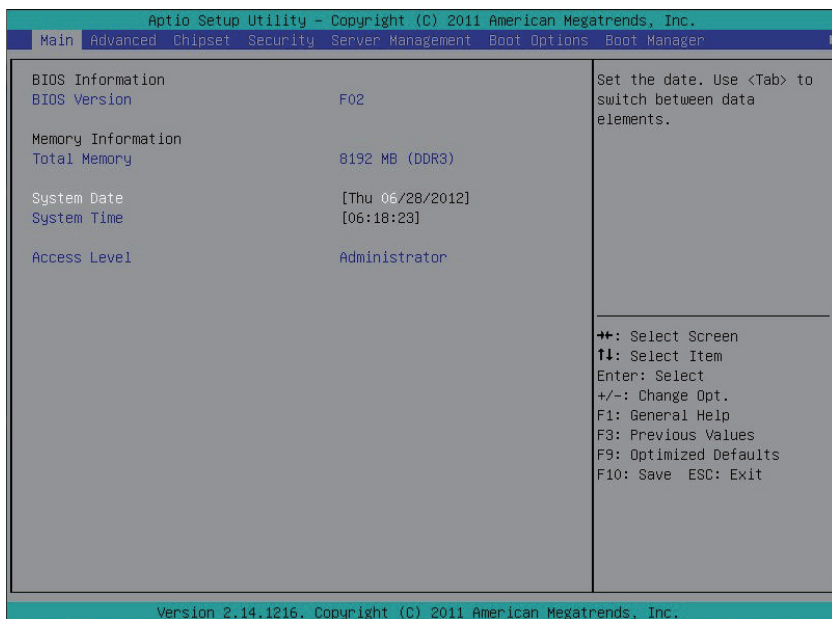 Aptio Setup Utility – Copyright (C) 2011 American Megatrends, Inc.
Main Advanced Chipset Security Server Management Boot Options Boot Manager
BIOS Information
BIOS Version F02
Memory Information
Total Memory 8192 MB (DDR3)
System Date [Thu 06/28/2012]
System Time [06:18:23]
Access Level Administrator
Set the date. Use <Tab> to
switch between data
elements.
→←: Select Screen
↑↓: Select Item
Enter: Select
+/-: Change Opt.
F1: General Help
F3: Previous Values
F9: Optimized Defaults
F10: Save ESC: Exit
Version 2.14.1216. Copyright (C) 2011 American Megatrends, Inc.